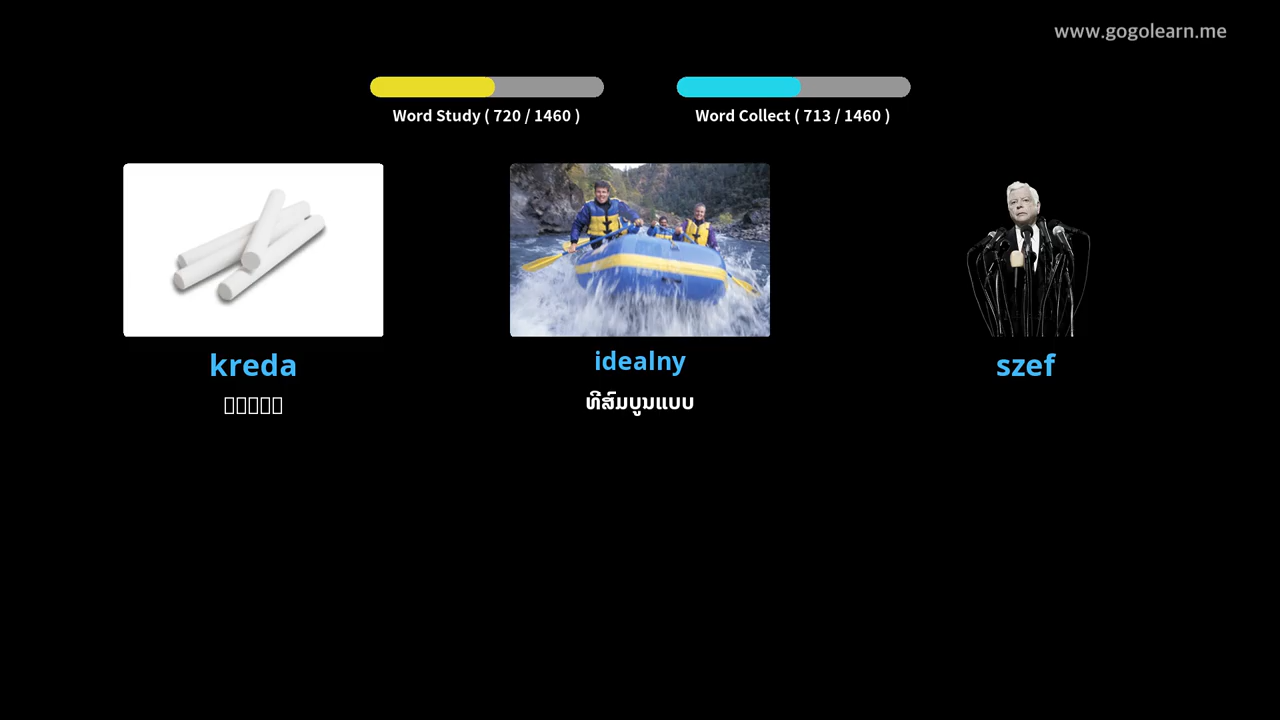 www.gogolearn.me
Word Study ( 720 / 1460 )
Word Collect ( 713 / 1460 )
kreda
idealny
ທີ່ສົມບູນແບບ
szef